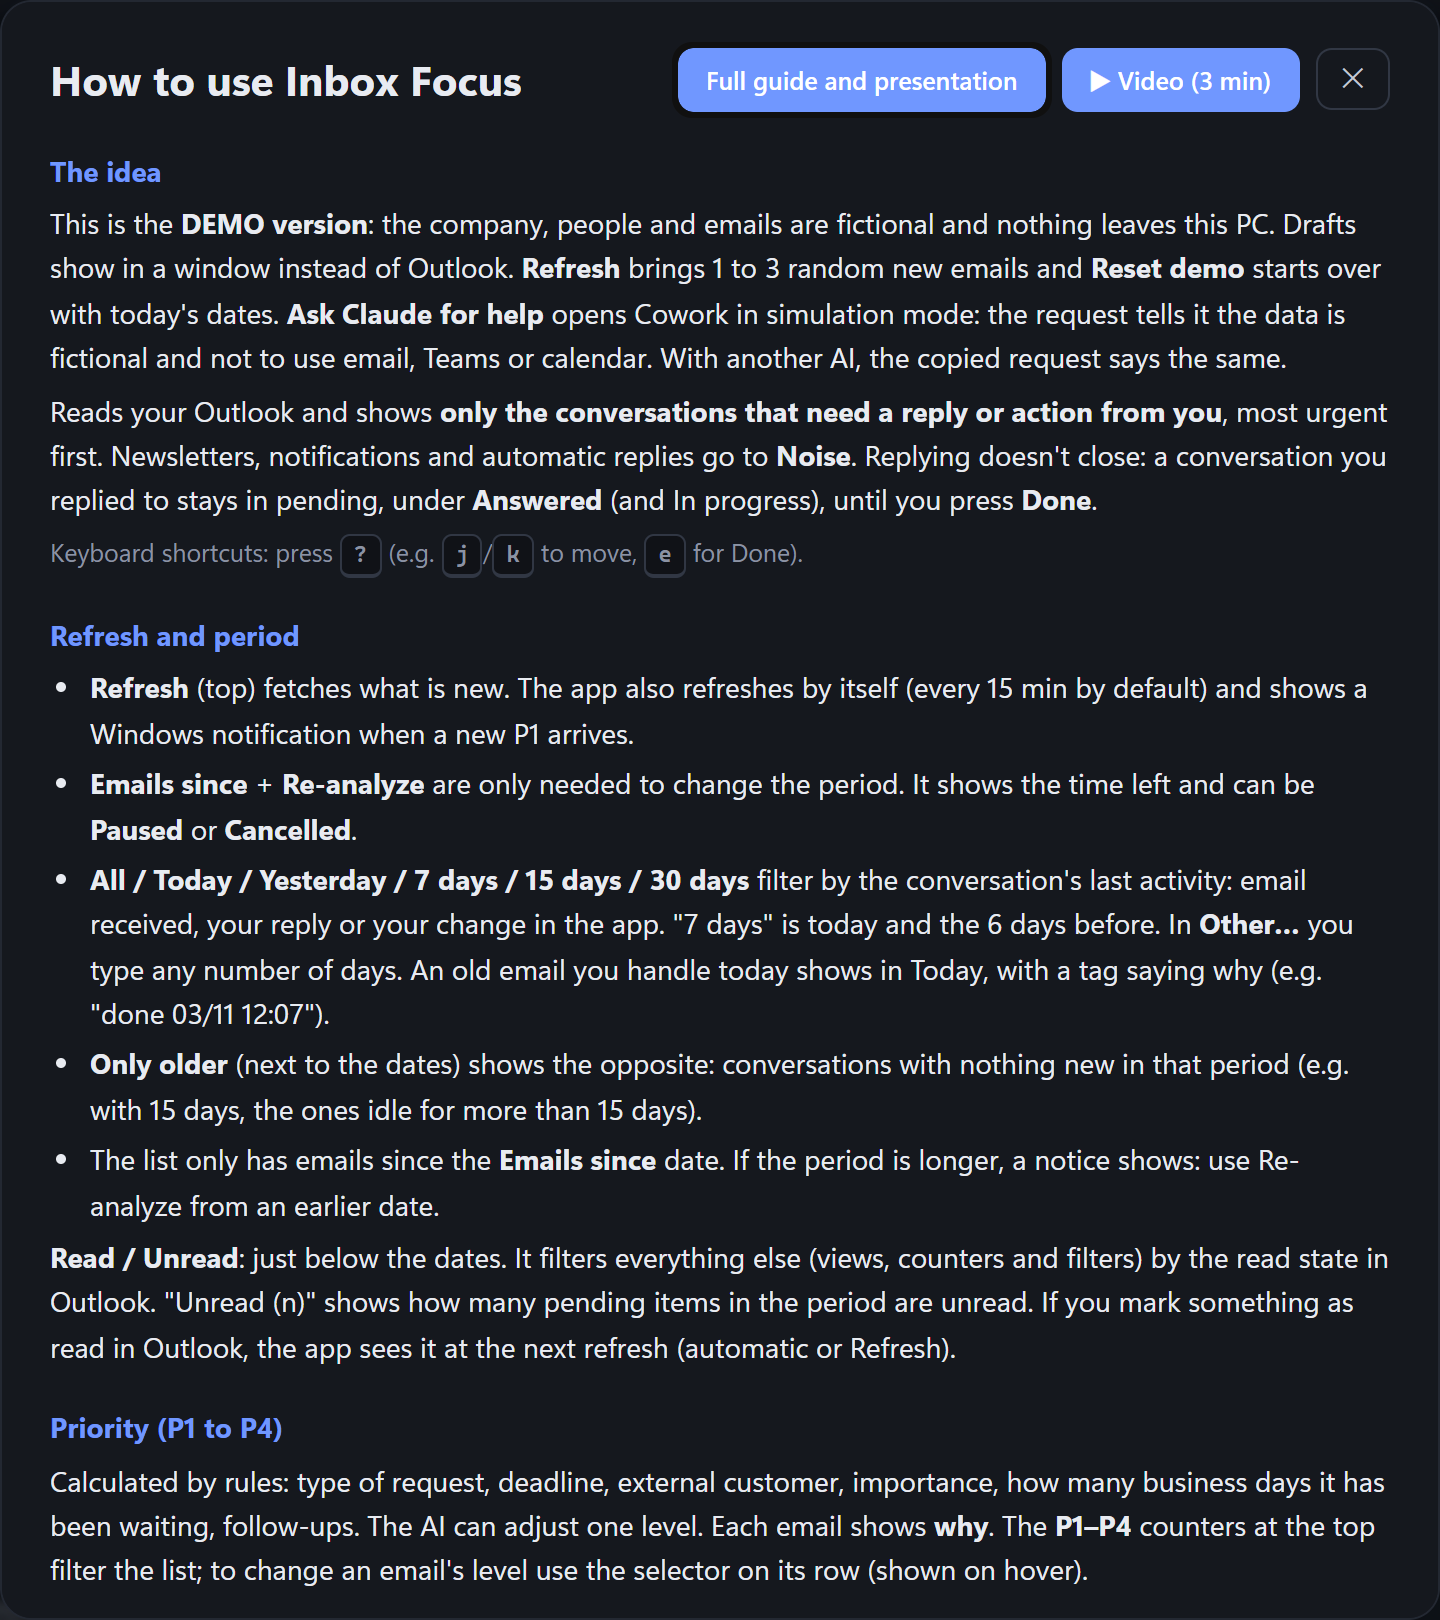 How to use Inbox Focus
Full guide and presentation
▶ Video (3 min)
The idea
This is the DEMO version: the company, people and emails are fictional and nothing leaves this PC. Drafts
show in a window instead of Outlook. Refresh brings 1 to 3 random new emails and Reset demo starts over
with today's dates. Ask Claude for help opens Cowork in simulation mode: the request tells it the data is
fictional and not to use email, Teams or calendar. With another AI, the copied request says the same.
Reads your Outlook and shows only the conversations that need a reply or action from you, most urgent
first. Newsletters, notifications and automatic replies go to Noise. Replying doesn't close: a conversation you
replied to stays in pending, under Answered (and In progress), until you press Done.
Keyboard shortcuts: press ? (e.g. j/k to move, e for Done).
Refresh and period
• Refresh (top) fetches what is new. The app also refreshes by itself (every 15 min by default) and shows a
Windows notification when a new P1 arrives.
• Emails since + Re-analyze are only needed to change the period. It shows the time left and can be
Paused or Cancelled.
• All / Today / Yesterday / 7 days / 15 days / 30 days filter by the conversation's last activity: email
received, your reply or your change in the app. "7 days" is today and the 6 days before. In Other... you
type any number of days. An old email you handle today shows in Today, with a tag saying why (e.g.
"done 03/11 12:07").
• Only older (next to the dates) shows the opposite: conversations with nothing new in that period (e.g.
with 15 days, the ones idle for more than 15 days).
• The list only has emails since the Emails since date. If the period is longer, a notice shows: use Re-
analyze from an earlier date.
Read / Unread: just below the dates. It filters everything else (views, counters and filters) by the read state in
Outlook. "Unread (n)" shows how many pending items in the period are unread. If you mark something as
read in Outlook, the app sees it at the next refresh (automatic or Refresh).
Priority (P1 to P4)
Calculated by rules: type of request, deadline, external customer, importance, how many business days it has
been waiting, follow-ups. The AI can adjust one level. Each email shows why. The P1–P4 counters at the top
filter the list; to change an email's level use the selector on its row (shown on hover).